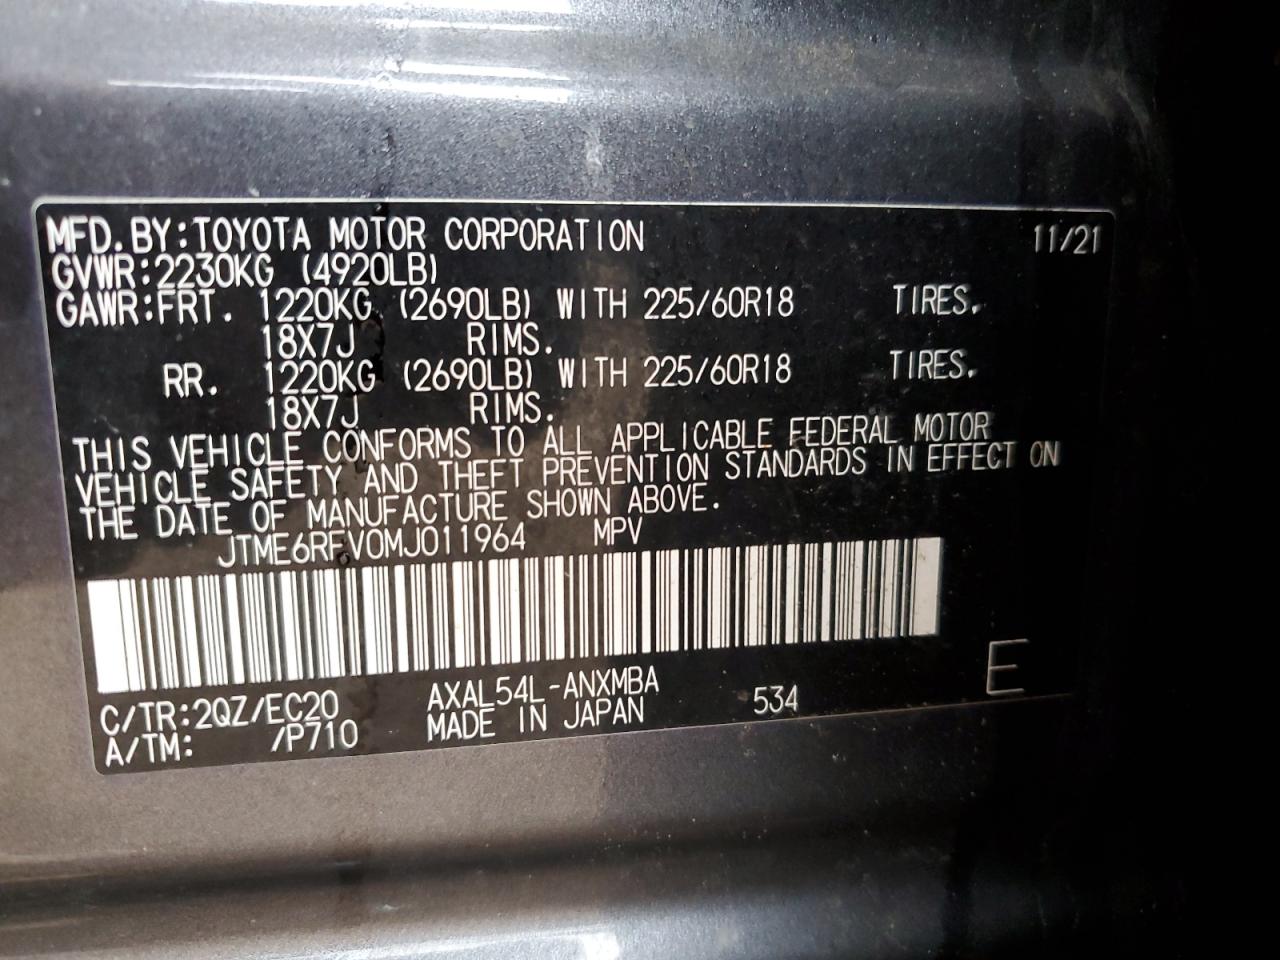 MFD.BY:TOYOTA MOTOR CORPORATION 11/21
GVWR:2230KG (4920LB)
GAWR:FRT. 1220KG (2690LB) WITH 225/60R18 TIRES.
18X7J RIMS.
RR. 1220KG (2690LB) WITH 225/60R18 TIRES.
18X7J RIMS.
THIS VEHICLE CONFORMS TO ALL APPLICABLE FEDERAL MOTOR
VEHICLE SAFETY AND THEFT PREVENTION STANDARDS IN EFFECT ON
THE DATE OF MANUFACTURE SHOWN ABOVE.
JTME6RFV0MJ011964 MPV
C/TR:2QZ/EC20 AXAL54L-ANXMBA 534 E
A/TM: /P710 MADE IN JAPAN